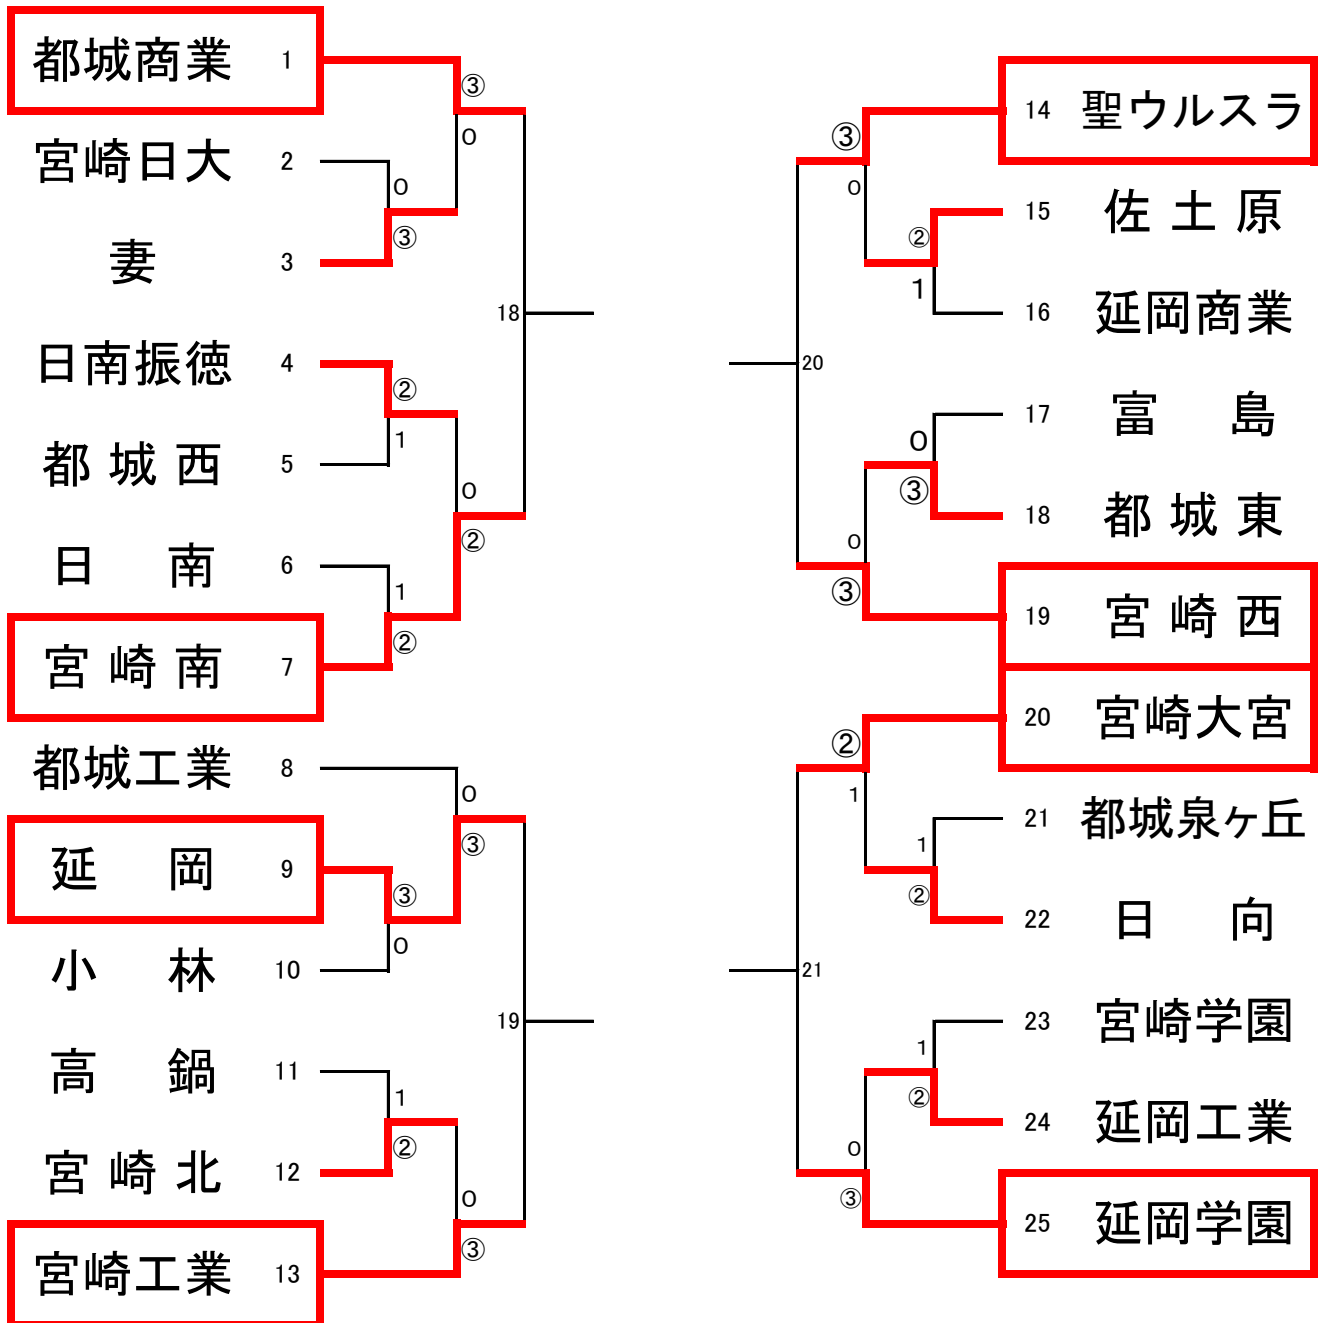 都城商業 1
③
0
宮崎日大 2
0
③
妻 3
18
日南振徳 4
②
1
都城西 5
0
②
日南 6
1
②
宮崎南 7
都城工業 8
0
③
延岡 9
③
0
小林 10
19
高鍋 11
1
②
宮崎北 12
0
③
宮崎工業 13
14 聖ウルスラ
③
0
15 佐土原
②
1
16 延岡商業
20
17 富島
0
③
18 都城東
0
③
19 宮崎西
20 宮崎大宮
②
1
21 都城泉ヶ丘
1
②
22 日向
21
23 宮崎学園
1
②
24 延岡工業
0
③
25 延岡学園